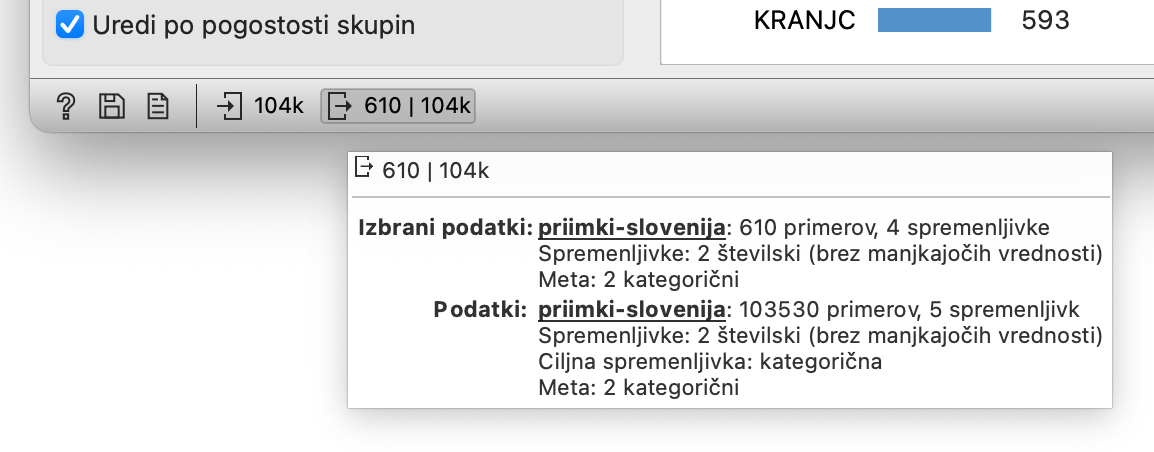 Uredi po pogostosti skupin
KRANJC 593
104k
610 | 104k
610 | 104k
Izbrani podatki: priimki-slovenija: 610 primerov, 4 spremenljivke
Spremenljivke: 2 številski (brez manjkajočih vrednosti)
Meta: 2 kategorični
Podatki: priimki-slovenija: 103530 primerov, 5 spremenljivk
Spremenljivke: 2 številski (brez manjkajočih vrednosti)
Ciljna spremenljivka: kategorična
Meta: 2 kategorični